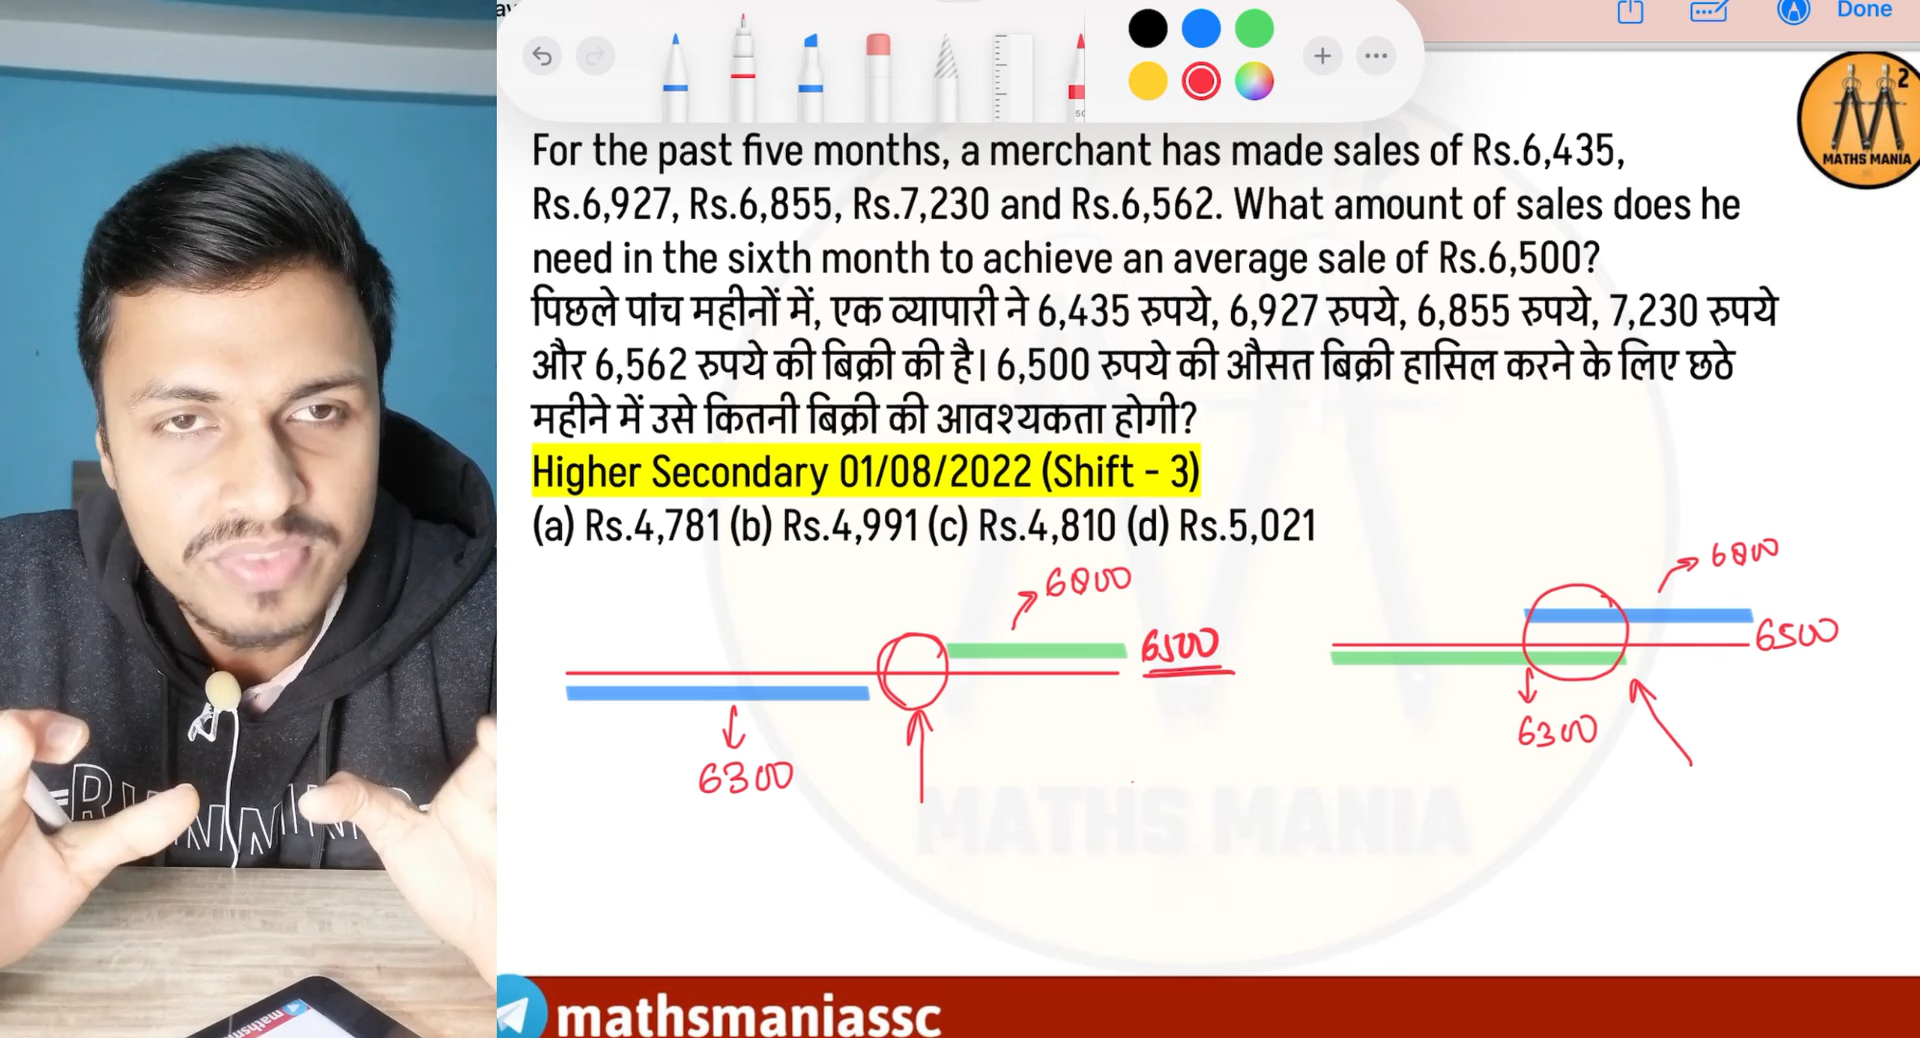 Done
2
MATHS MANIA
For the past five months, a merchant has made sales of Rs.6,435,
Rs.6,927, Rs.6,855, Rs.7,230 and Rs.6,562. What amount of sales does he
need in the sixth month to achieve an average sale of Rs.6,500?
पिछले पांच महीनों में, एक व्यापारी ने 6,435 रुपये, 6,927 रुपये, 6,855 रुपये, 7,230 रुपये
और 6,562 रुपये की बिक्री की है। 6,500 रुपये की औसत बिक्री हासिल करने के लिए छठे
महीने में उसे कितनी बिक्री की आवश्यकता होगी?
Higher Secondary 01/08/2022 (Shift - 3)
(a) Rs.4,781 (b) Rs.4,991 (c) Rs.4,810 (d) Rs.5,021
6800
6800
6500
6500
6300
6300
MATHS MANIA
mathsmaniassc